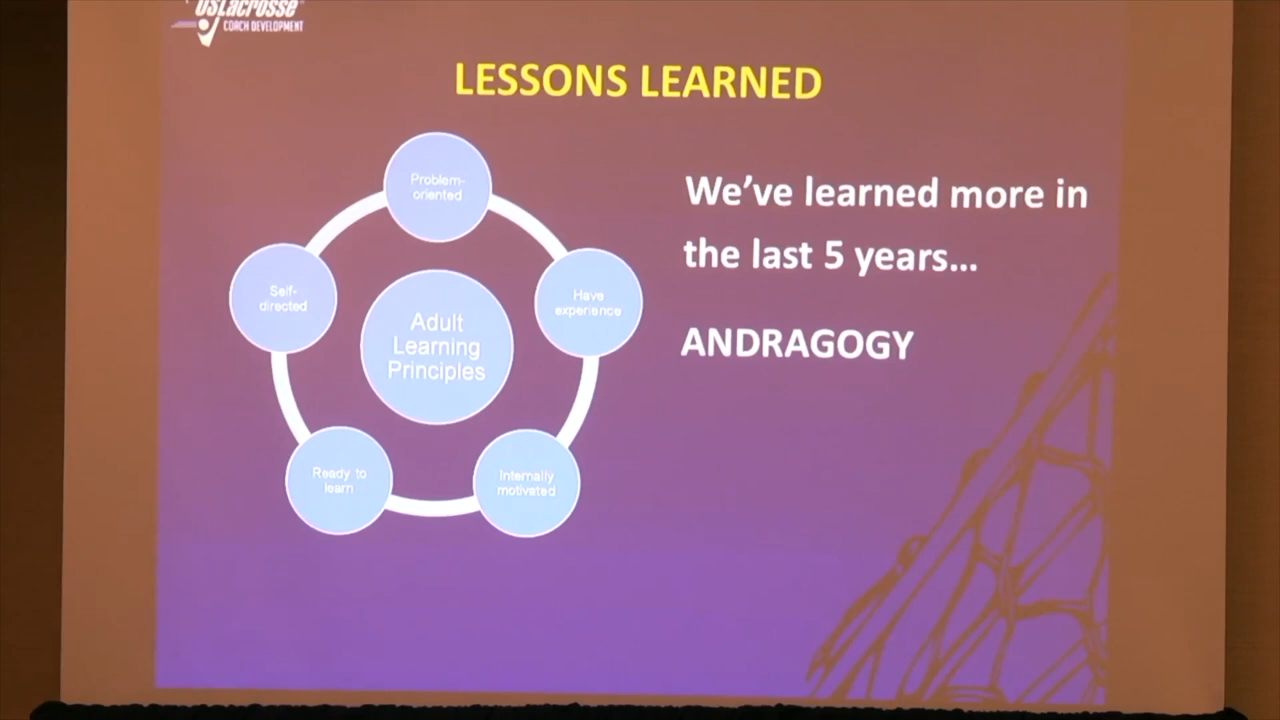 USLacrosse
COACH DEVELOPMENT
LESSONS LEARNED
Problem-
oriented
Self-
directed
Have
experience
Adult
Learning
Principles
Ready to
learn
Internally
motivated
We’ve learned more in
the last 5 years...
ANDRAGOGY